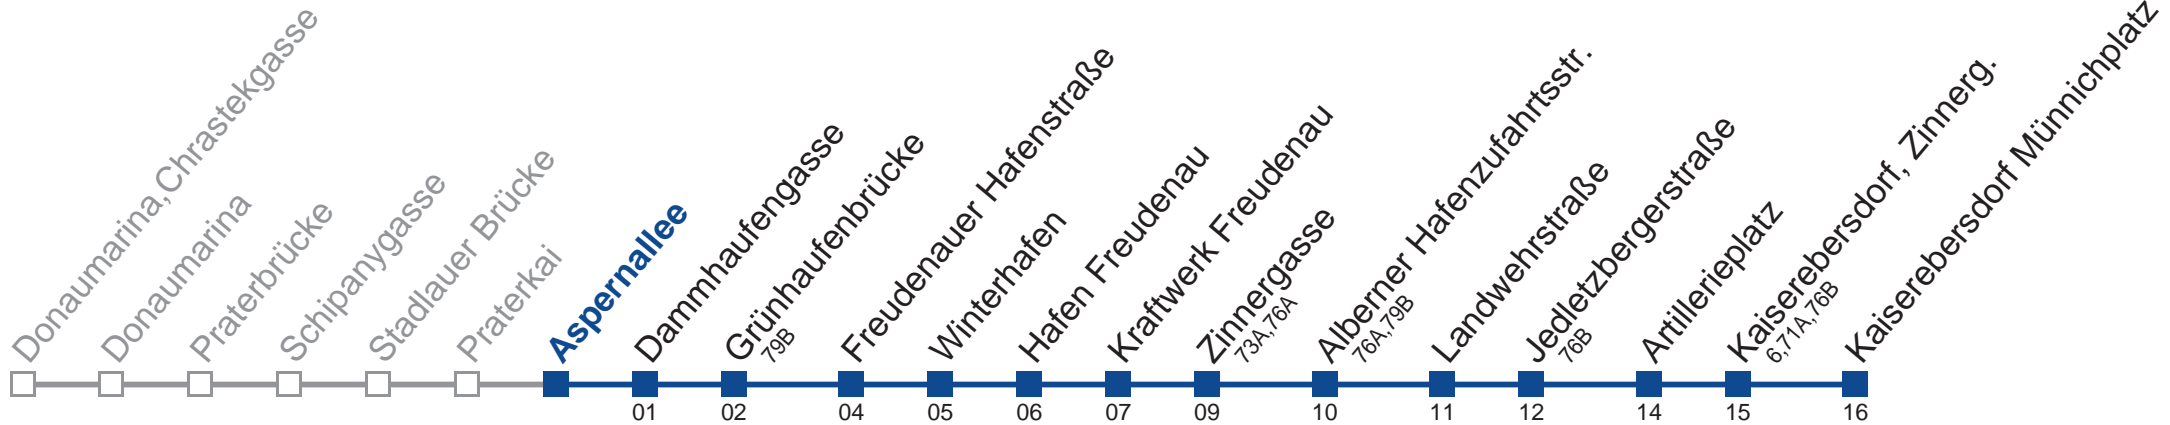 Donaumarina, Chrastekgasse
Donaumarina
Praterbrücke
Schipanygasse
Stadlauer Brücke
Praterkai
Aspernallee
Dammhaufengasse
Grünhaufenbrücke
79B
Freudenauer Hafenstraße
Winterhafen
Hafen Freudenau
Kraftwerk Freudenau
Zinnergasse
73A,76A
Alberner Hafenzufahrtsstr.
76A,79B
Landwehrstraße
Jedletzbergerstraße
76B
Artillerieplatz
Kaiserebersdorf, Zinnerg.
6,71A,76B
Kaiserebersdorf Münnichplatz
01 02 04 05 06 07 09 10 11 12 14 15 16